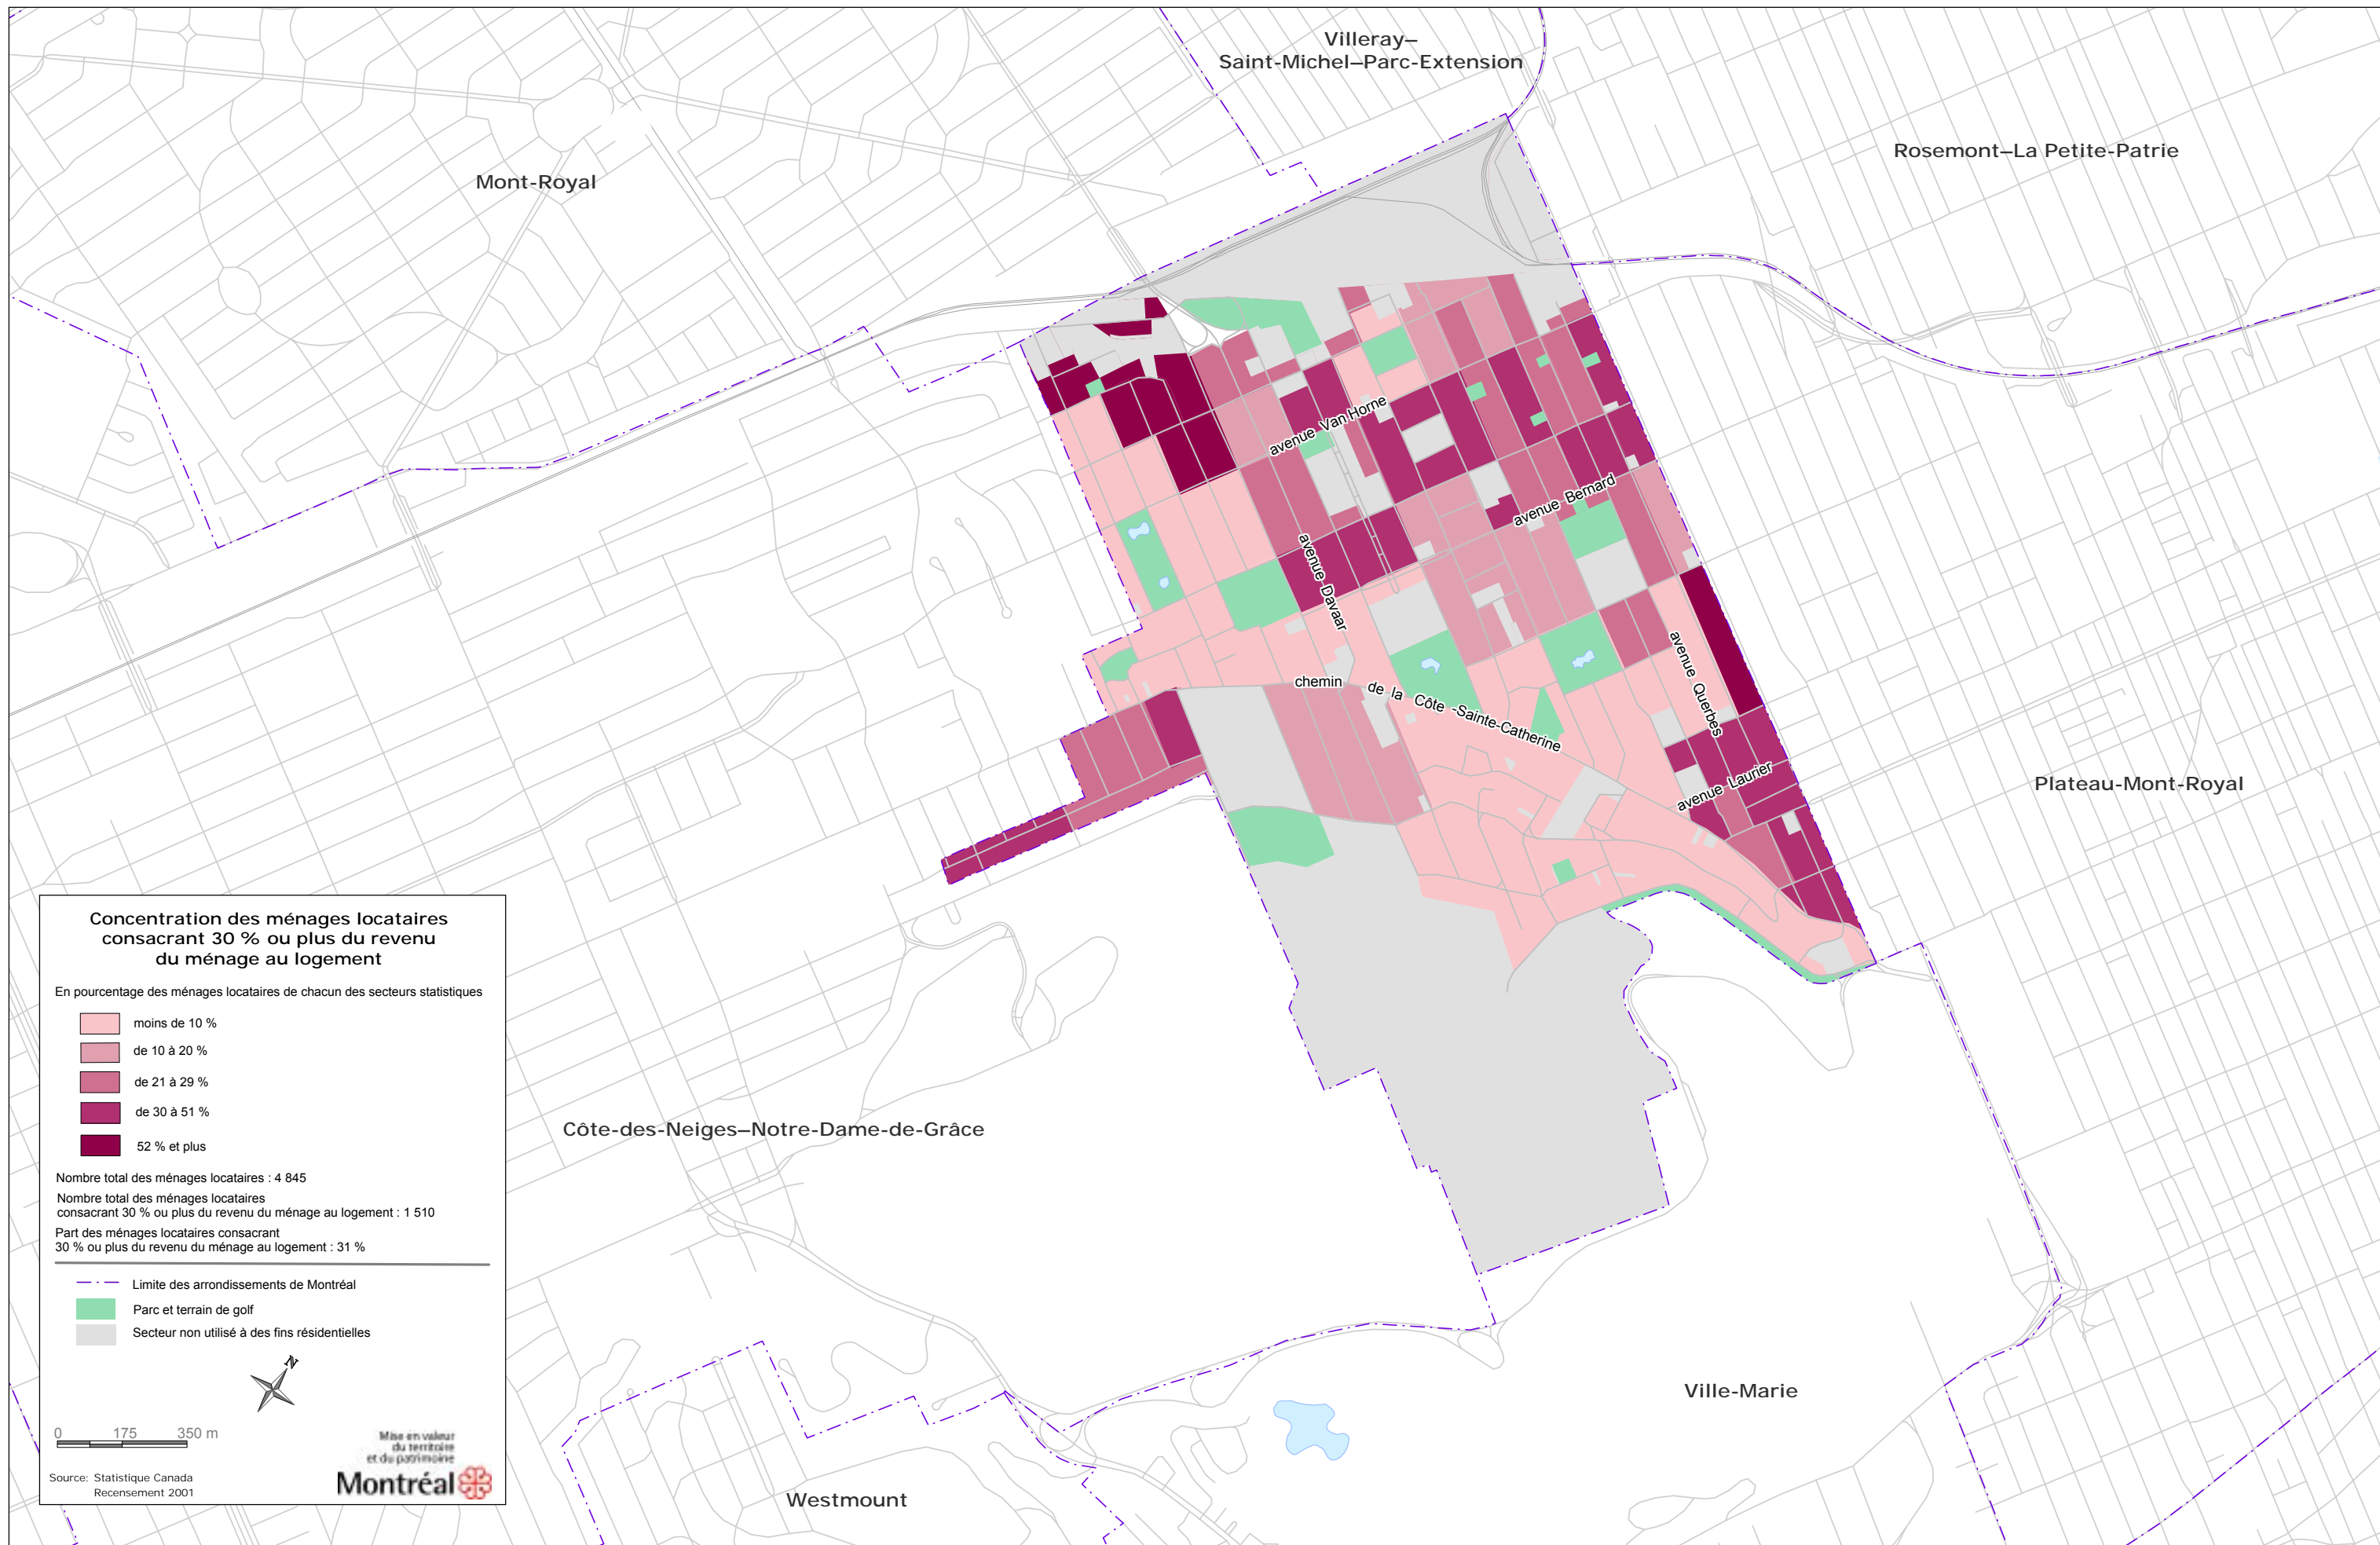 Villeray–
Saint-Michel–Parc-Extension
Rosemont–La Petite-Patrie
Mont-Royal
avenue Van Horne
avenue Bernard
avenue Davaar
avenue Querbes
chemin de la Côte-Sainte-Catherine
avenue Laurier
Plateau-Mont-Royal
Côte-des-Neiges–Notre-Dame-de-Grâce
Ville-Marie
Westmount
Concentration des ménages locataires
consacrant 30 % ou plus du revenu
du ménage au logement
En pourcentage des ménages locataires de chacun des secteurs statistiques
moins de 10 %
de 10 à 20 %
de 21 à 29 %
de 30 à 51 %
52 % et plus
Nombre total des ménages locataires : 4 845
Nombre total des ménages locataires
consacrant 30 % ou plus du revenu du ménage au logement : 1 510
Part des ménages locataires consacrant
30 % ou plus du revenu du ménage au logement : 31 %
Limite des arrondissements de Montréal
Parc et terrain de golf
Secteur non utilisé à des fins résidentielles
N
0 175 350 m
Mise en valeur
du territoire
et du patrimoine
Montréal
Source: Statistique Canada
Recensement 2001